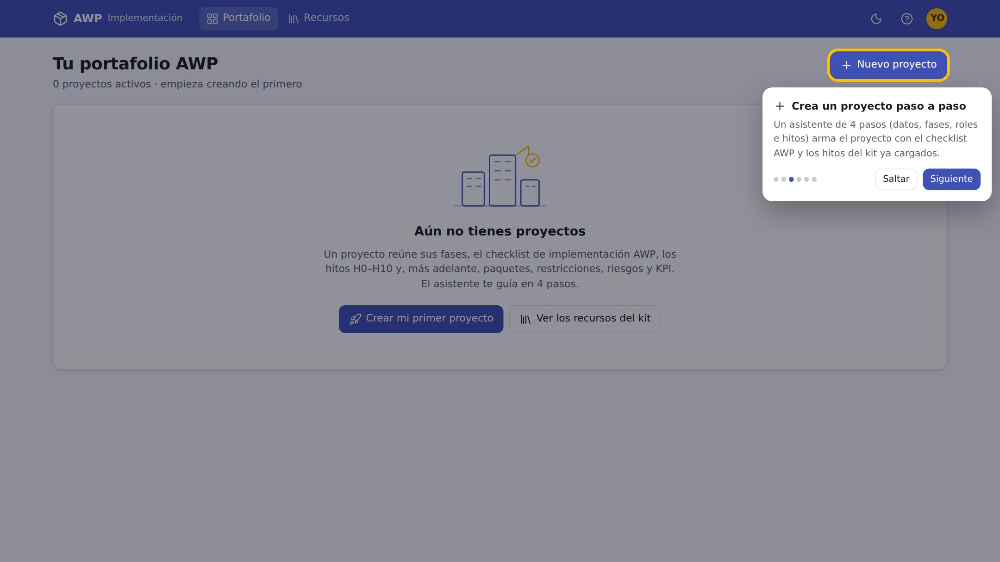 AWP Implementación Portafolio Recursos YO
Tu portafolio AWP
0 proyectos activos · empieza creando el primero
Nuevo proyecto
Crea un proyecto paso a paso
Un asistente de 4 pasos (datos, fases, roles
e hitos) arma el proyecto con el checklist
AWP y los hitos del kit ya cargados.
Saltar Siguiente
Aún no tienes proyectos
Un proyecto reúne sus fases, el checklist de implementación AWP, los
hitos H0–H10 y, más adelante, paquetes, restricciones, riesgos y KPI.
El asistente te guía en 4 pasos.
Crear mi primer proyecto Ver los recursos del kit